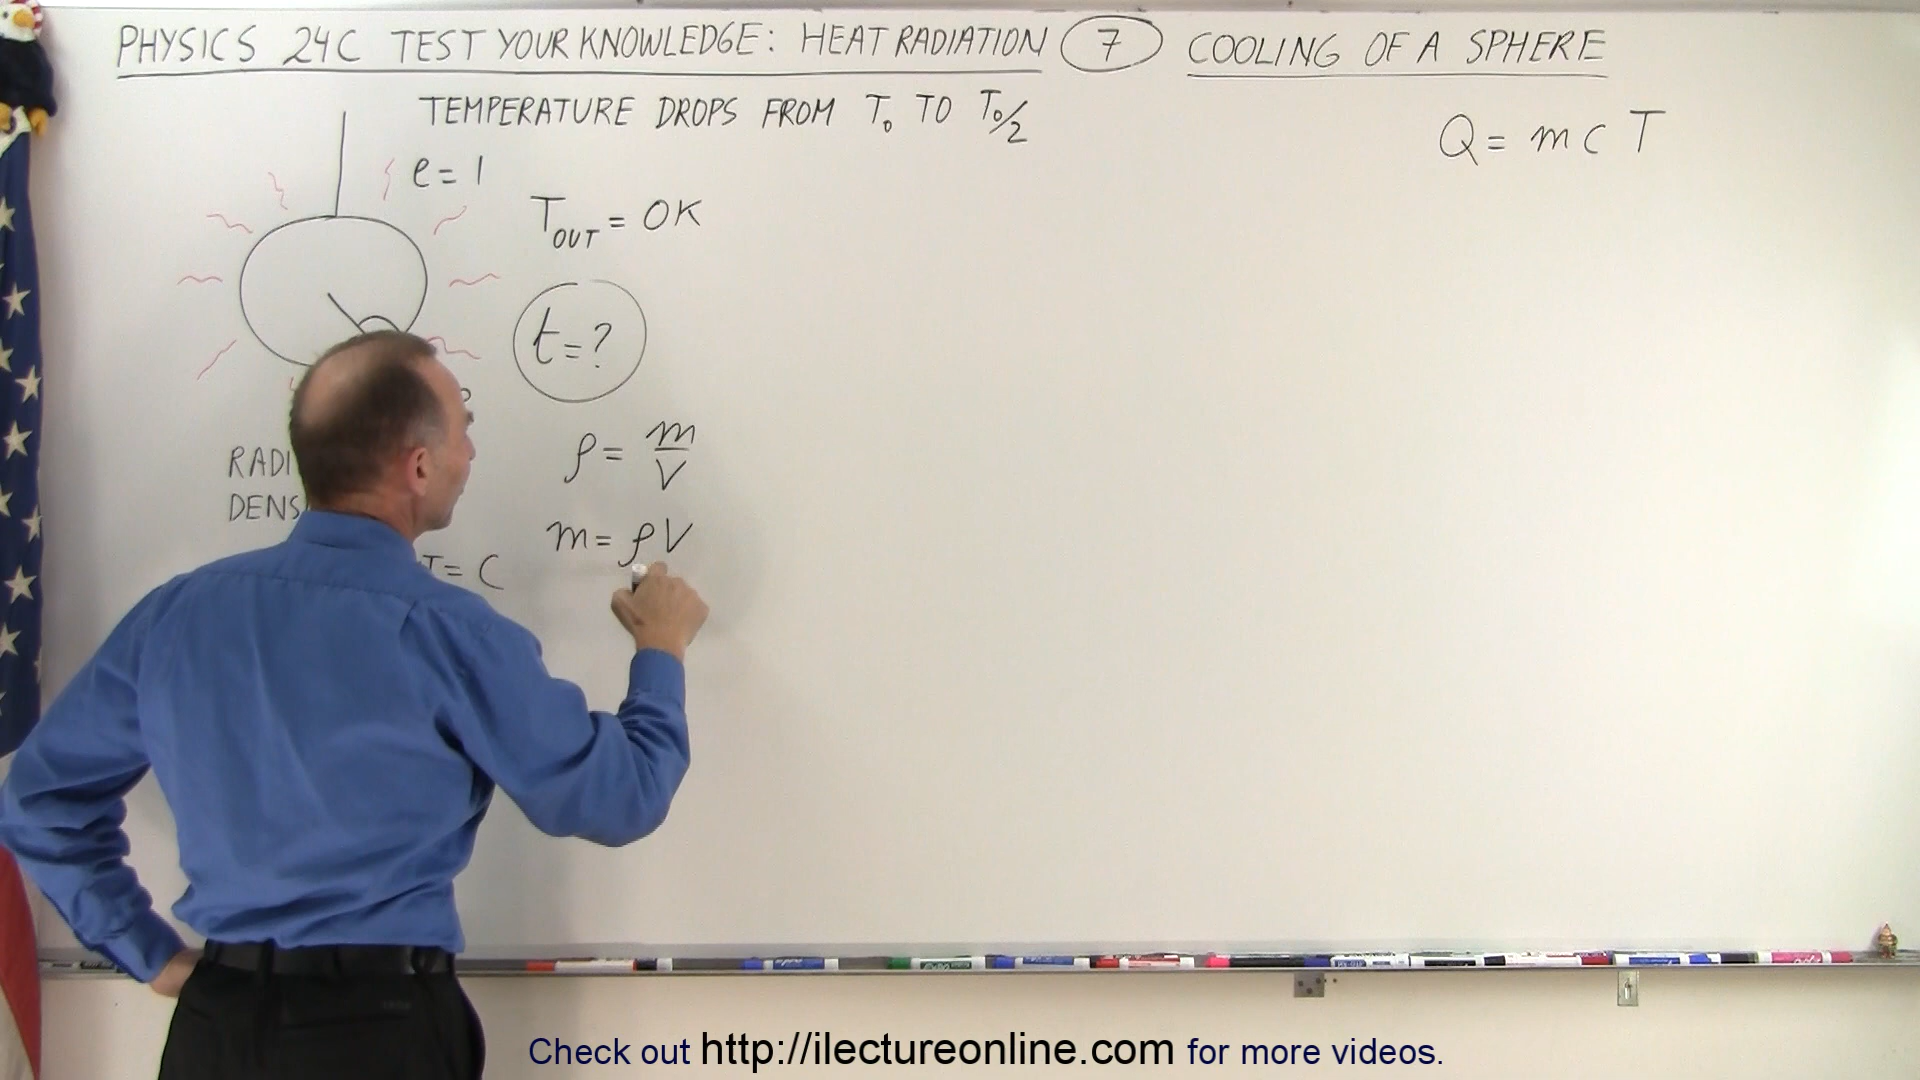 PHYSICS 24C TEST YOUR KNOWLEDGE: HEAT RADIATION 7 COOLING OF A SPHERE
TEMPERATURE DROPS FROM T₀ TO T₀/2
Q = m c T
e = 1
T_OUT = 0K
t = ?
ρ = m/V
m = ρV
= C
Check out http://ilectureonline.com for more videos.